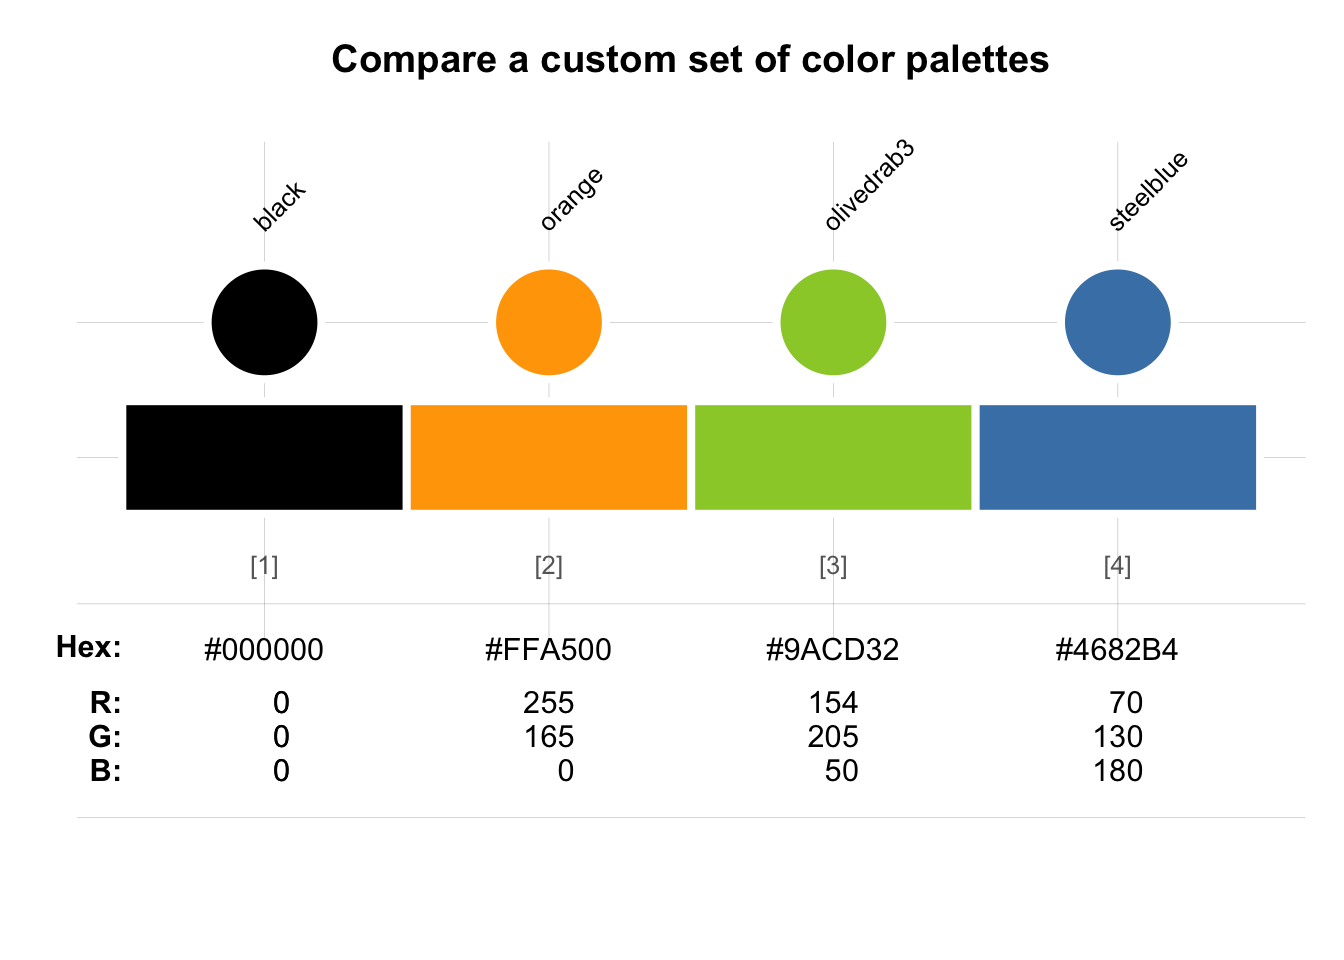 Compare a custom set of color palettes
black orange olivedrab3 steelblue
[1] [2] [3] [4]
Hex: #000000 #FFA500 #9ACD32 #4682B4
R: 0 255 154 70
G: 0 165 205 130
B: 0 0 50 180